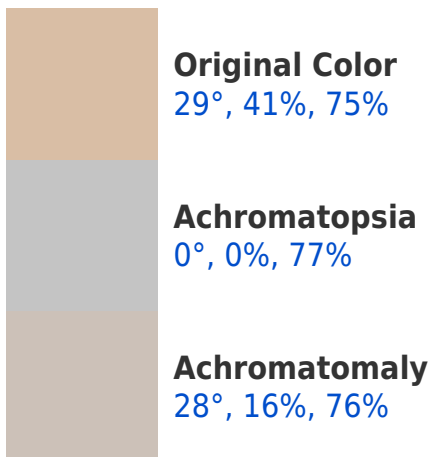 Original Color
29°, 41%, 75%
Achromatopsia
0°, 0%, 77%
Achromatomaly
28°, 16%, 76%